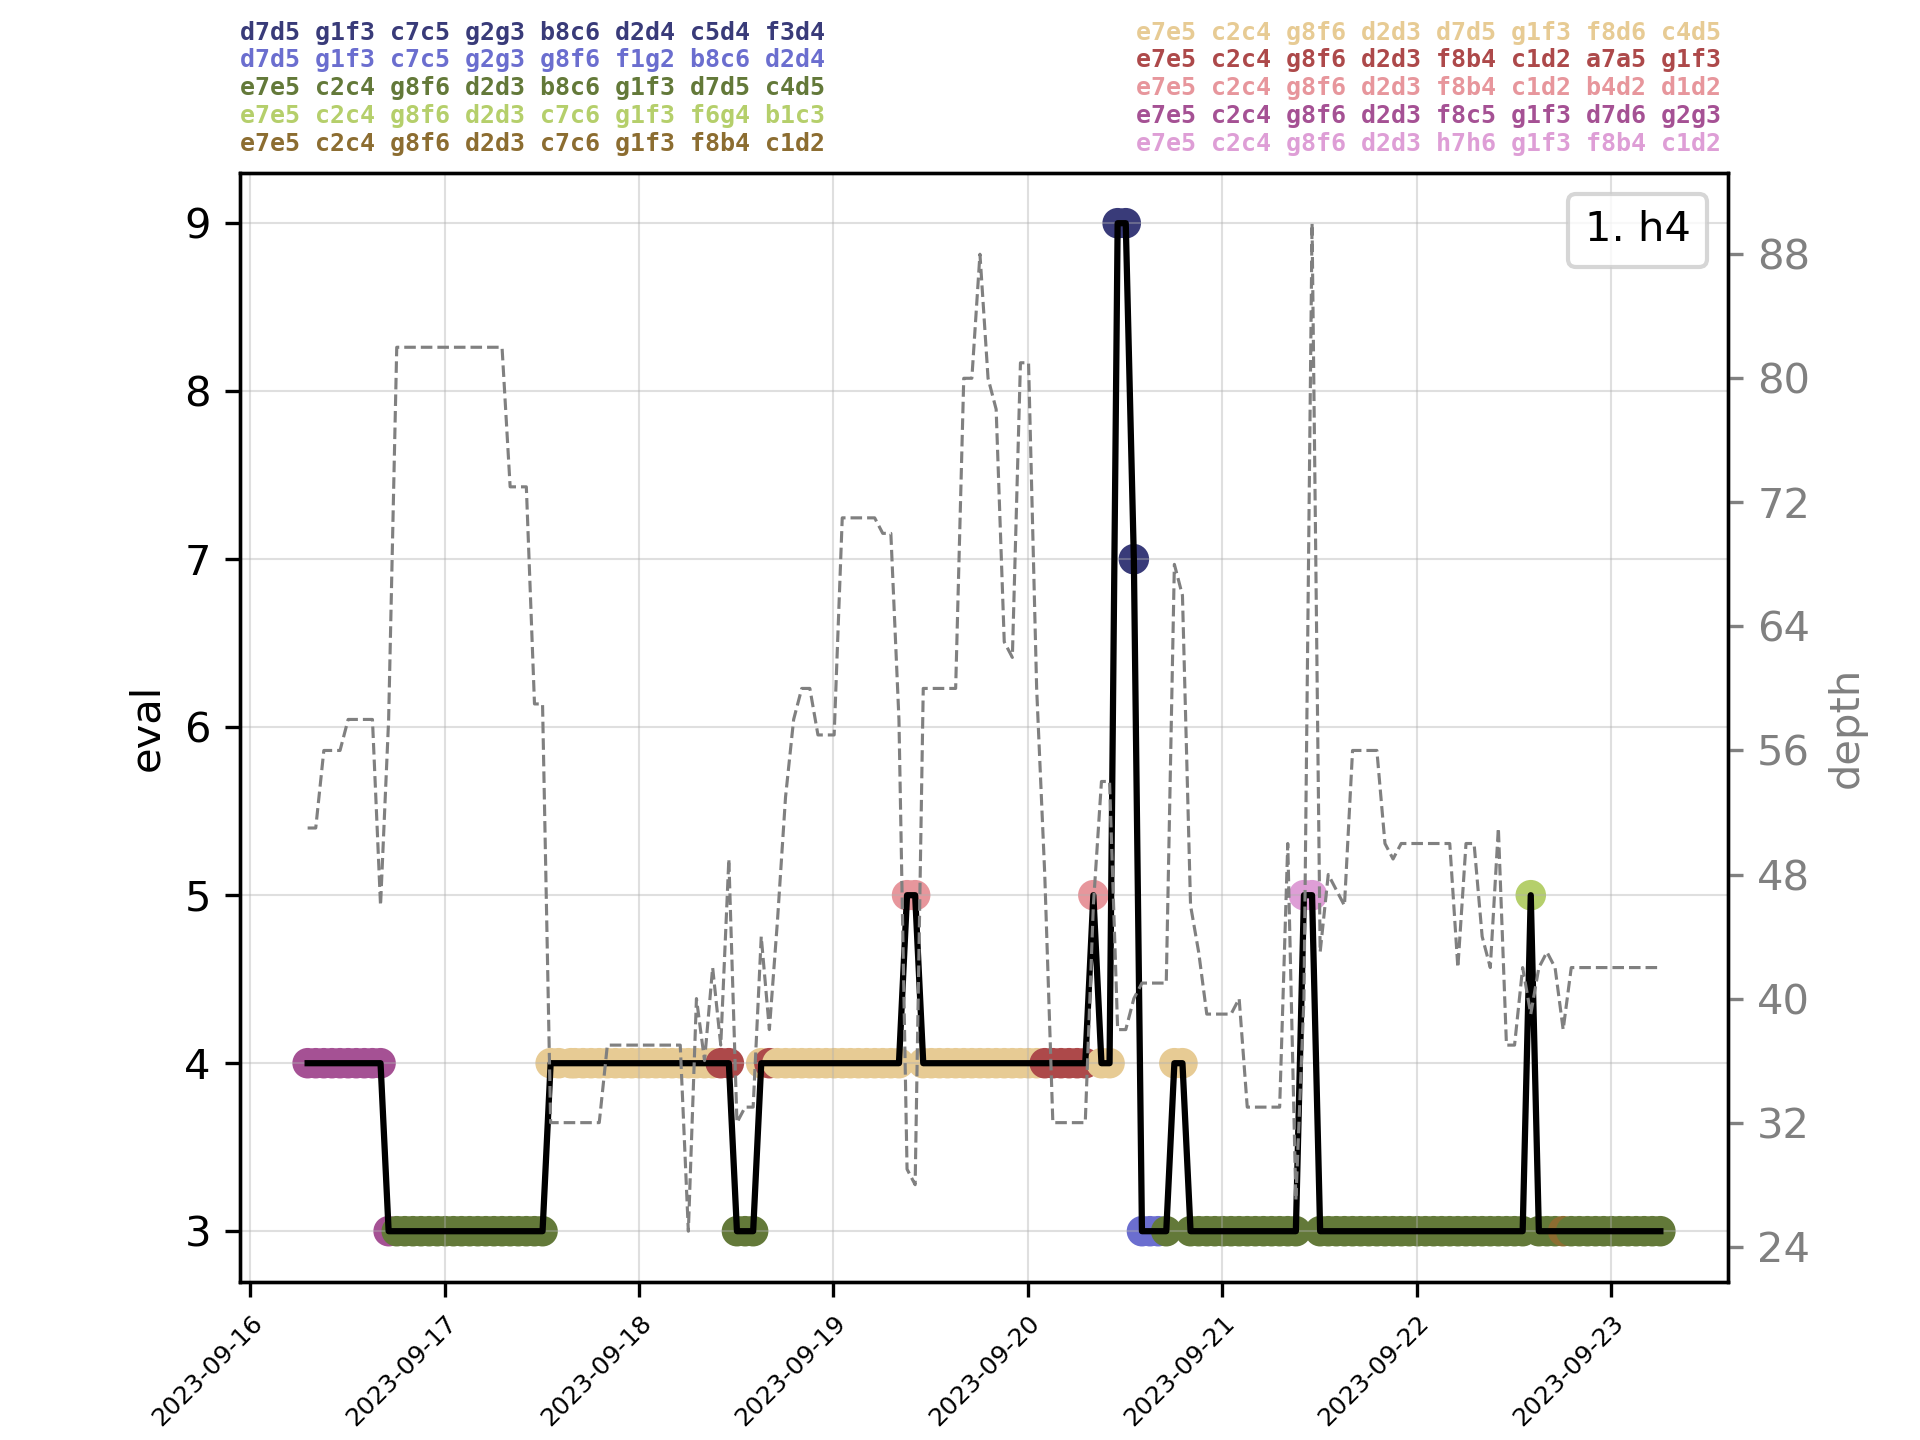 d7d5 g1f3 c7c5 g2g3 b8c6 d2d4 c5d4 f3d4
d7d5 g1f3 c7c5 g2g3 g8f6 f1g2 b8c6 d2d4
e7e5 c2c4 g8f6 d2d3 b8c6 g1f3 d7d5 c4d5
e7e5 c2c4 g8f6 d2d3 c7c6 g1f3 f6g4 b1c3
e7e5 c2c4 g8f6 d2d3 c7c6 g1f3 f8b4 c1d2
e7e5 c2c4 g8f6 d2d3 d7d5 g1f3 f8d6 c4d5
e7e5 c2c4 g8f6 d2d3 f8b4 c1d2 a7a5 g1f3
e7e5 c2c4 g8f6 d2d3 f8b4 c1d2 b4d2 d1d2
e7e5 c2c4 g8f6 d2d3 f8c5 g1f3 d7d6 g2g3
e7e5 c2c4 g8f6 d2d3 h7h6 g1f3 f8b4 c1d2
1. h4
eval
9
8
7
6
5
4
3
depth
88
80
72
64
56
48
40
32
24
2023-09-16
2023-09-17
2023-09-18
2023-09-19
2023-09-20
2023-09-21
2023-09-22
2023-09-23